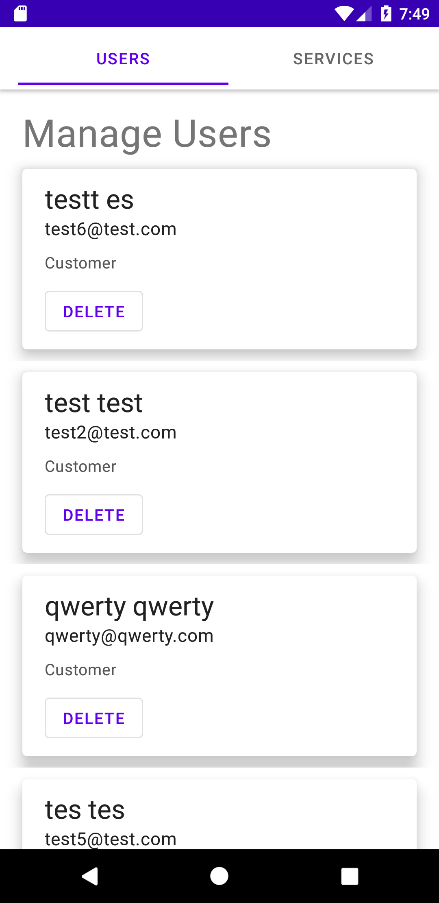 7:49
USERS
SERVICES
Manage Users
testt es
test6@test.com
Customer
DELETE
test test
test2@test.com
Customer
DELETE
qwerty qwerty
qwerty@qwerty.com
Customer
DELETE
tes tes
test5@test.com